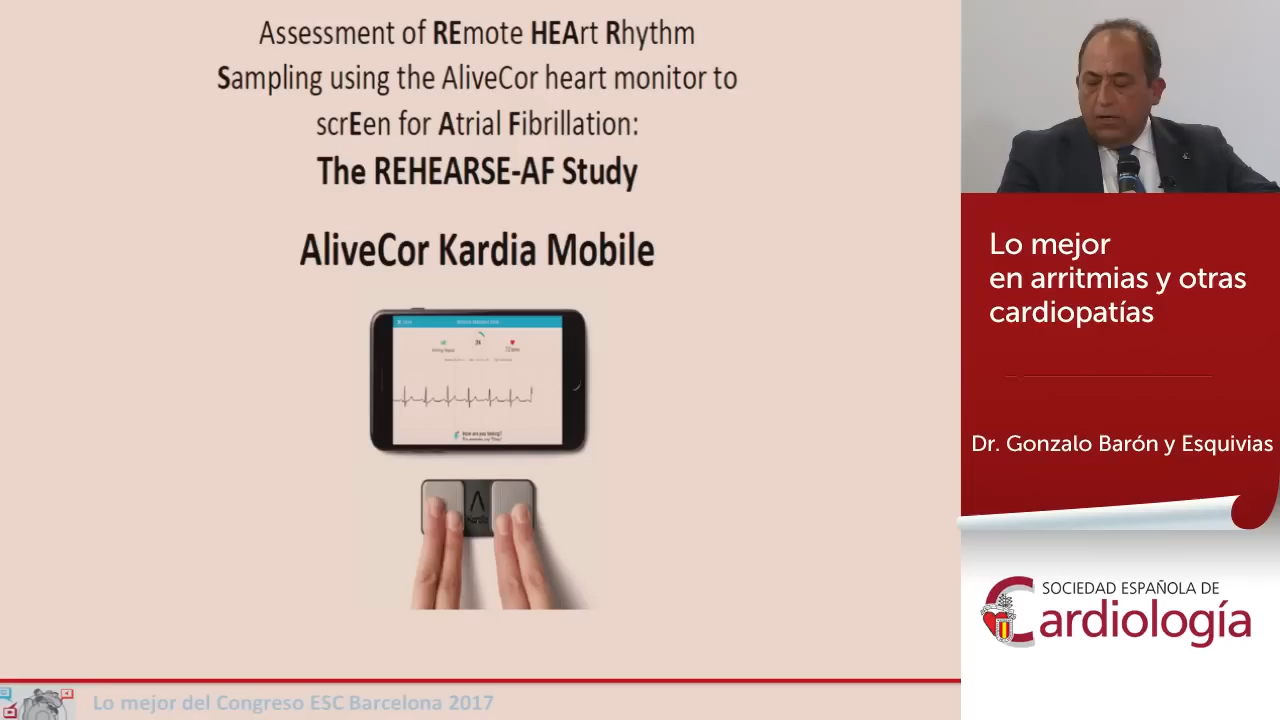 Assessment of REmote HEArt Rhythm
Sampling using the AliveCor heart monitor to
scrEen for Atrial Fibrillation:
The REHEARSE-AF Study
AliveCor Kardia Mobile
Kardia
Lo mejor del Congreso ESC Barcelona 2017
Lo mejor
en arritmias y otras
cardiopatías
Dr. Gonzalo Barón y Esquivias
SOCIEDAD ESPAÑOLA DE
Cardiología